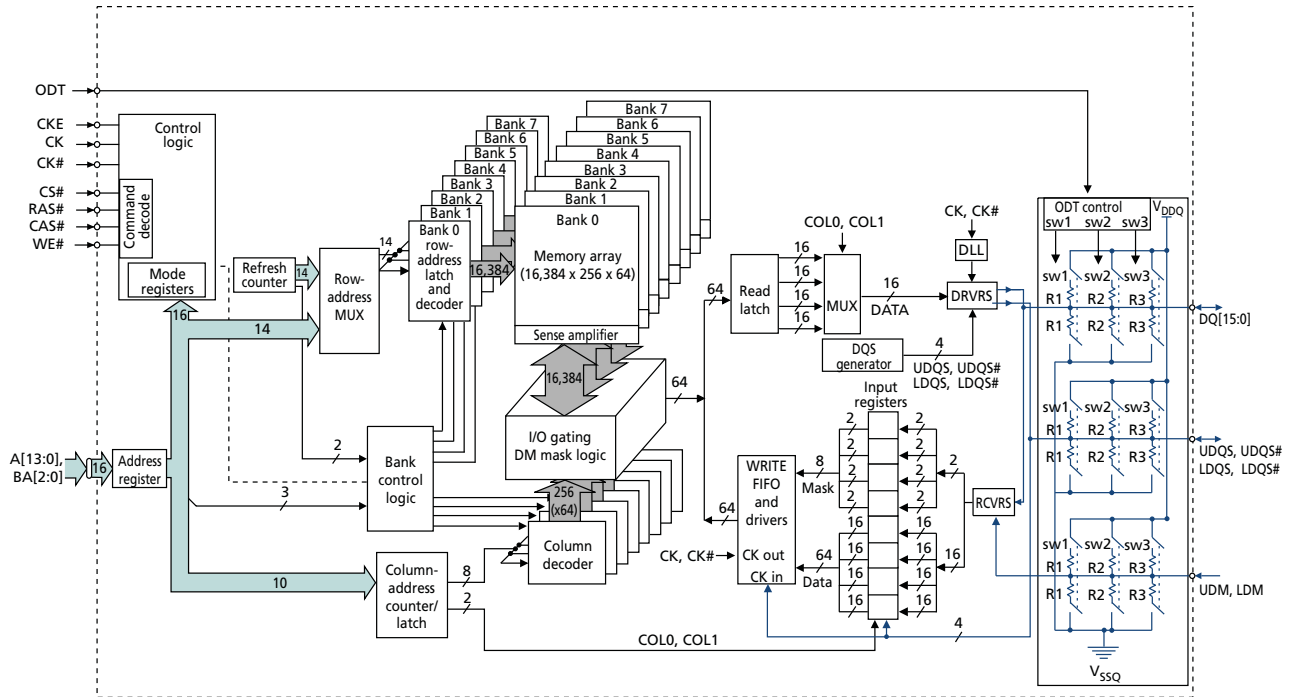 ODT
CKE
CK
CK#
CS#
RAS#
CAS#
WE#
Control
logic
Command
decode
Mode
registers
16
Refresh
counter
14
14
Row-
address
MUX
14
Bank 7
Bank 6
Bank 5
Bank 4
Bank 3
Bank 2
Bank 1
Bank 0
row-
address
latch
and
decoder
16,384
Bank 7
Bank 6
Bank 5
Bank 4
Bank 3
Bank 2
Bank 1
Bank 0
Memory array
(16,384 x 256 x 64)
Sense amplifier
16,384
I/O gating
DM mask logic
256
(x64)
Column
decoder
A[13:0],
BA[2:0]
16
Address
register
2
3
Bank
control
logic
10
Column-
address
counter/
latch
8
2
COL0, COL1
64
64
64
Read
latch
16
16
16
16
COL0, COL1
MUX
16
DATA
CK, CK#
DLL
DRVRS
DQS
generator
4
UDQS, UDQS#
LDQS, LDQS#
Input
registers
2
2
2
2
2
2
2
2
16
16
16
16
16
16
16
16
8
Mask
64
Data
WRITE
FIFO
and
drivers
CK out
CK in
CK, CK#
2
16
RCVRS
4
ODT control
sw1 sw2 sw3
VDDQ
sw1 sw2 sw3
R1 R2 R3
R1 R2 R3
DQ[15:0]
sw1 sw2 sw3
R1 R2 R3
R1 R2 R3
UDQS, UDQS#
LDQS, LDQS#
sw1 sw2 sw3
R1 R2 R3
R1 R2 R3
UDM, LDM
VSSQ